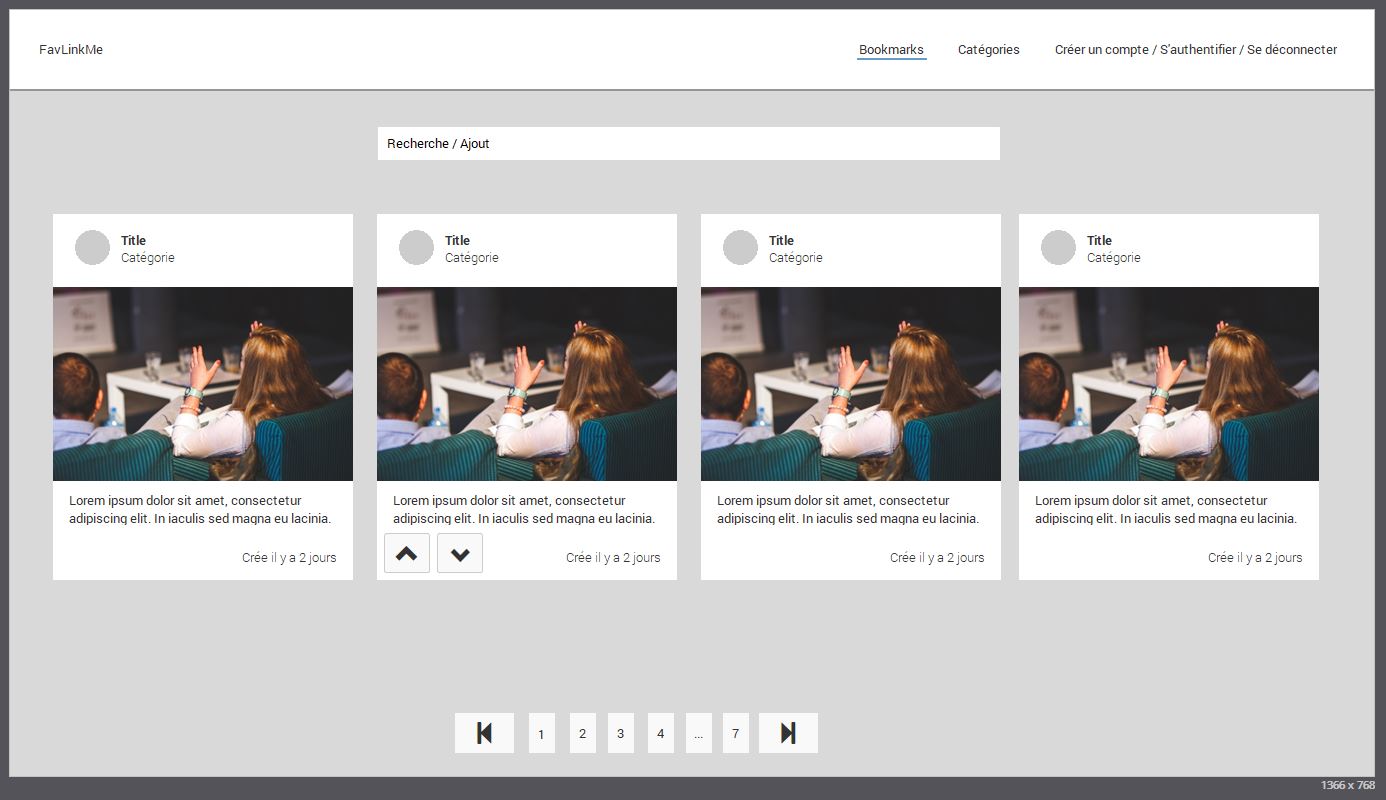 FavLinkMe
Bookmarks
Catégories
Créer un compte / S'authentifier / Se déconnecter
Recherche / Ajout
Title
Catégorie
Lorem ipsum dolor sit amet, consectetur
adipiscing elit. In iaculis sed magna eu lacinia.
Crée il y a 2 jours
Title
Catégorie
Lorem ipsum dolor sit amet, consectetur
adipiscing elit. In iaculis sed magna eu lacinia.
Crée il y a 2 jours
Title
Catégorie
Lorem ipsum dolor sit amet, consectetur
adipiscing elit. In iaculis sed magna eu lacinia.
Crée il y a 2 jours
Title
Catégorie
Lorem ipsum dolor sit amet, consectetur
adipiscing elit. In iaculis sed magna eu lacinia.
Crée il y a 2 jours
1 2 3 4 ... 7
1366 x 768